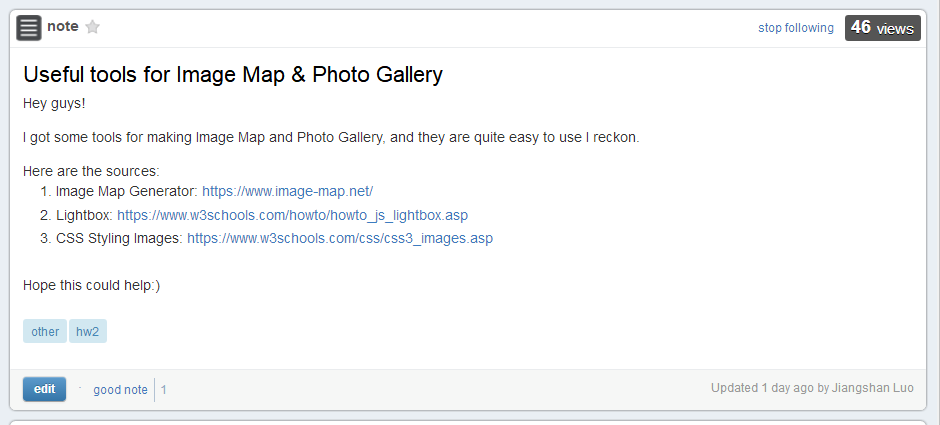 note
stop following
46 views
Useful tools for Image Map & Photo Gallery
Hey guys!
I got some tools for making Image Map and Photo Gallery, and they are quite easy to use I reckon.
Here are the sources:
1. Image Map Generator: https://www.image-map.net/
2. Lightbox: https://www.w3schools.com/howto/howto_js_lightbox.asp
3. CSS Styling Images: https://www.w3schools.com/css/css3_images.asp
Hope this could help:)
other hw2
edit · good note 1
Updated 1 day ago by Jiangshan Luo